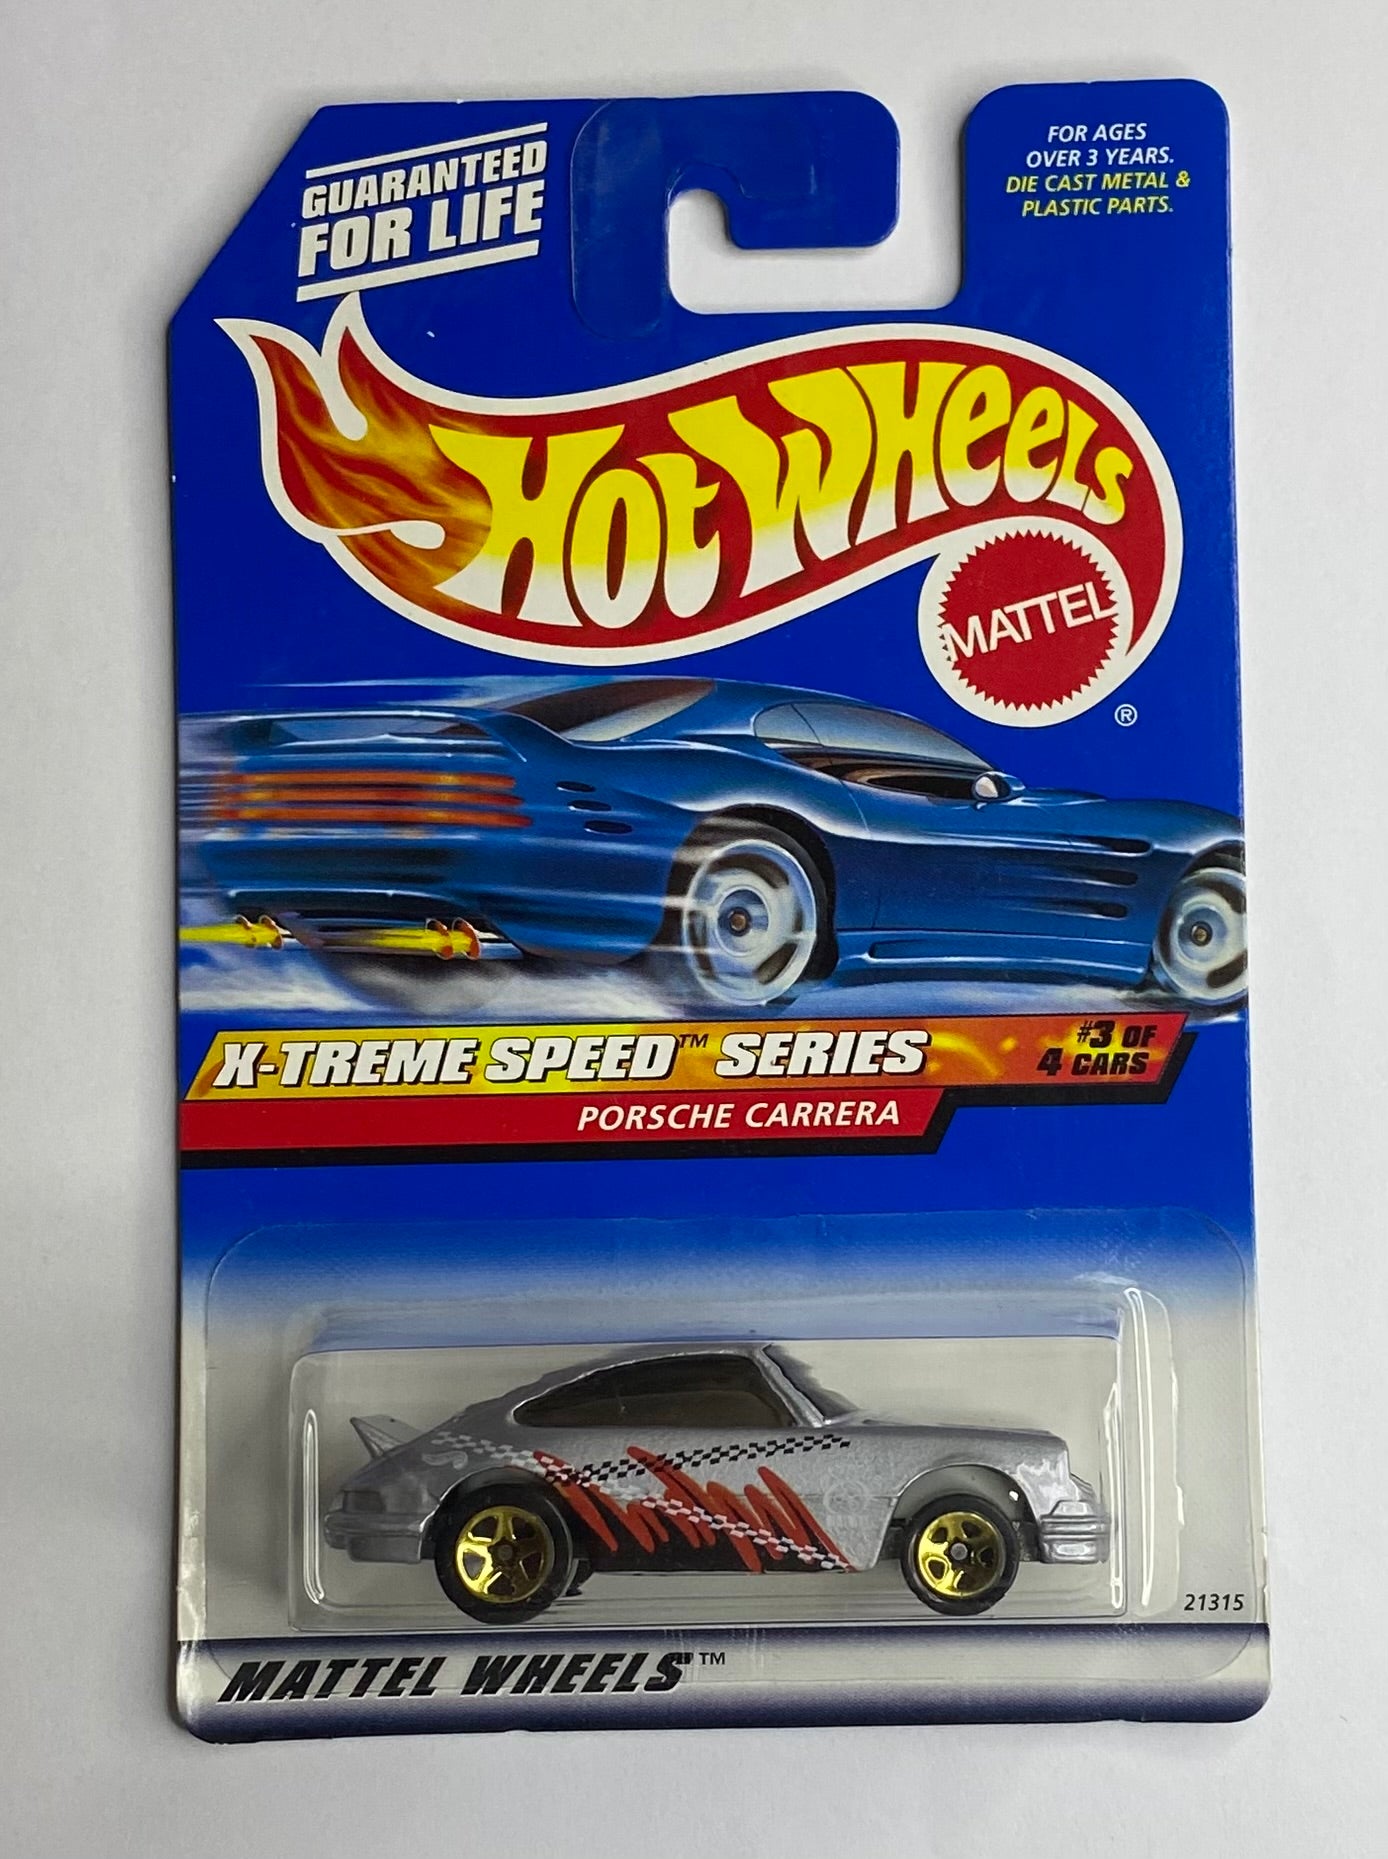 GUARANTEED
FOR LIFE
FOR AGES
OVER 3 YEARS.
DIE CAST METAL &
PLASTIC PARTS.
HOT WHEELS
MATTEL
®
X-TREME SPEED™ SERIES
#3 OF
4 CARS
PORSCHE CARRERA
21315
MATTEL WHEELS™